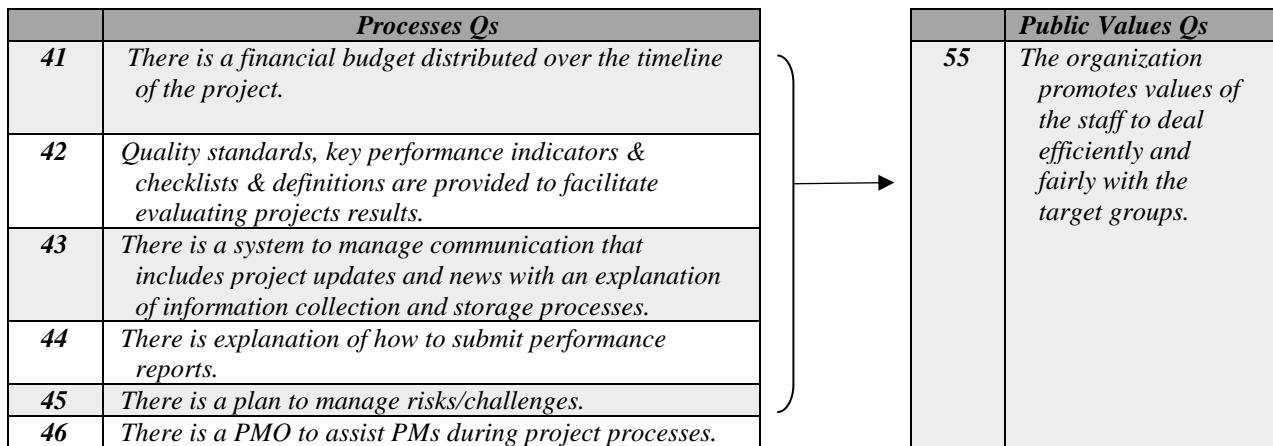 Processes Qs
41 There is a financial budget distributed over the timeline
of the project.
42 Quality standards, key performance indicators &
checklists & definitions are provided to facilitate
evaluating projects results.
43 There is a system to manage communication that
includes project updates and news with an explanation
of information collection and storage processes.
44 There is explanation of how to submit performance
reports.
45 There is a plan to manage risks/challenges.
46 There is a PMO to assist PMs during project processes.
Public Values Qs
55 The organization
promotes values of
the staff to deal
efficiently and
fairly with the
target groups.